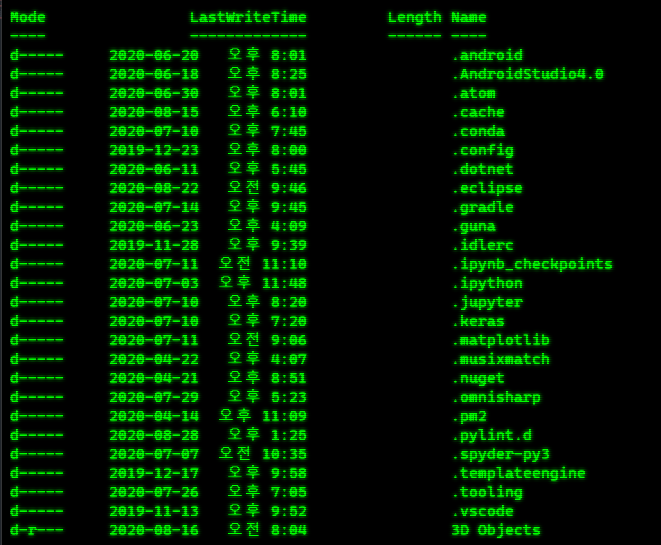 Mode LastWriteTime Length Name
---- ------------- ------ ----
d----- 2020-06-20 오후 8:01 .android
d----- 2020-06-18 오후 8:25 .AndroidStudio4.0
d----- 2020-06-30 오후 8:01 .atom
d----- 2020-08-15 오후 6:10 .cache
d----- 2020-07-10 오후 7:45 .conda
d----- 2019-12-23 오후 8:00 .config
d----- 2020-06-11 오후 5:45 .dotnet
d----- 2020-08-22 오전 9:46 .eclipse
d----- 2020-07-14 오후 9:45 .gradle
d----- 2020-06-23 오후 4:09 .guna
d----- 2019-11-28 오후 9:39 .idlerc
d----- 2020-07-11 오전 11:10 .ipynb_checkpoints
d----- 2020-07-03 오후 11:48 .ipython
d----- 2020-07-10 오후 8:20 .jupyter
d----- 2020-07-10 오후 7:20 .keras
d----- 2020-07-11 오전 9:06 .matplotlib
d----- 2020-04-22 오후 4:07 .musixmatch
d----- 2020-04-21 오후 8:51 .nuget
d----- 2020-07-29 오후 5:23 .omnisharp
d----- 2020-04-14 오후 11:09 .pm2
d----- 2020-08-28 오후 1:25 .pylint.d
d----- 2020-07-07 오전 10:35 .spyder-py3
d----- 2019-12-17 오후 9:58 .templateengine
d----- 2020-07-26 오후 7:05 .tooling
d----- 2019-11-13 오후 9:52 .vscode
d-r--- 2020-08-16 오전 8:04 3D Objects